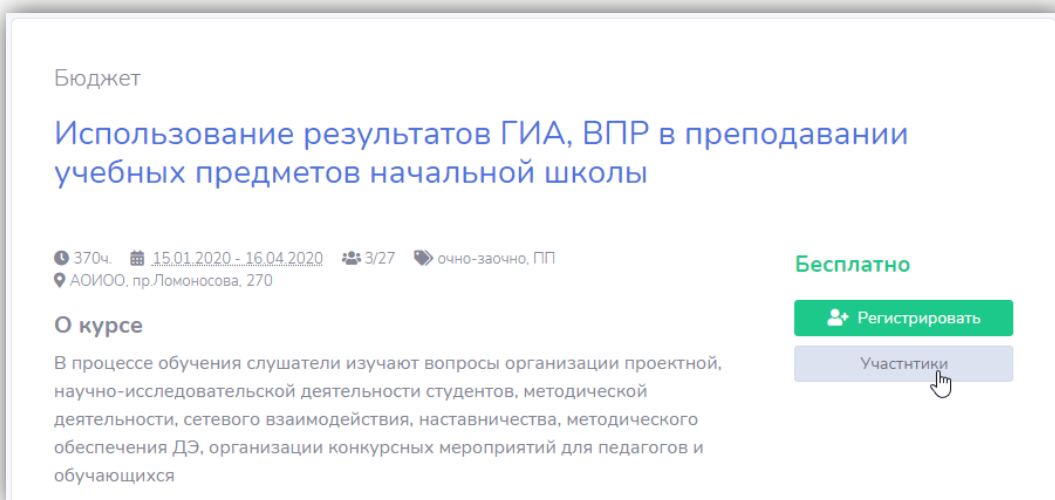 Бюджет
Использование результатов ГИА, ВПР в преподавании
учебных предметов начальной школы
370ч. 15.01.2020 - 16.04.2020 3/27 очно-заочно, ПП
АОИОО, пр.Ломоносова, 270
Бесплатно
Регистрировать
Участнтики
О курсе
В процессе обучения слушатели изучают вопросы организации проектной,
научно-исследовательской деятельности студентов, методической
деятельности, сетевого взаимодействия, наставничества, методического
обеспечения ДЭ, организации конкурсных мероприятий для педагогов и
обучающихся